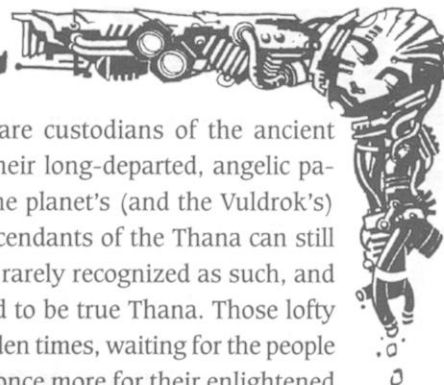 are custodians of the ancient
heir long-departed, angelic pa-
ne planet's (and the Vuldrok's)
cendants of the Thana can still
rarely recognized as such, and
d to be true Thana. Those lofty
len times, waiting for the people
once more for their enlightened